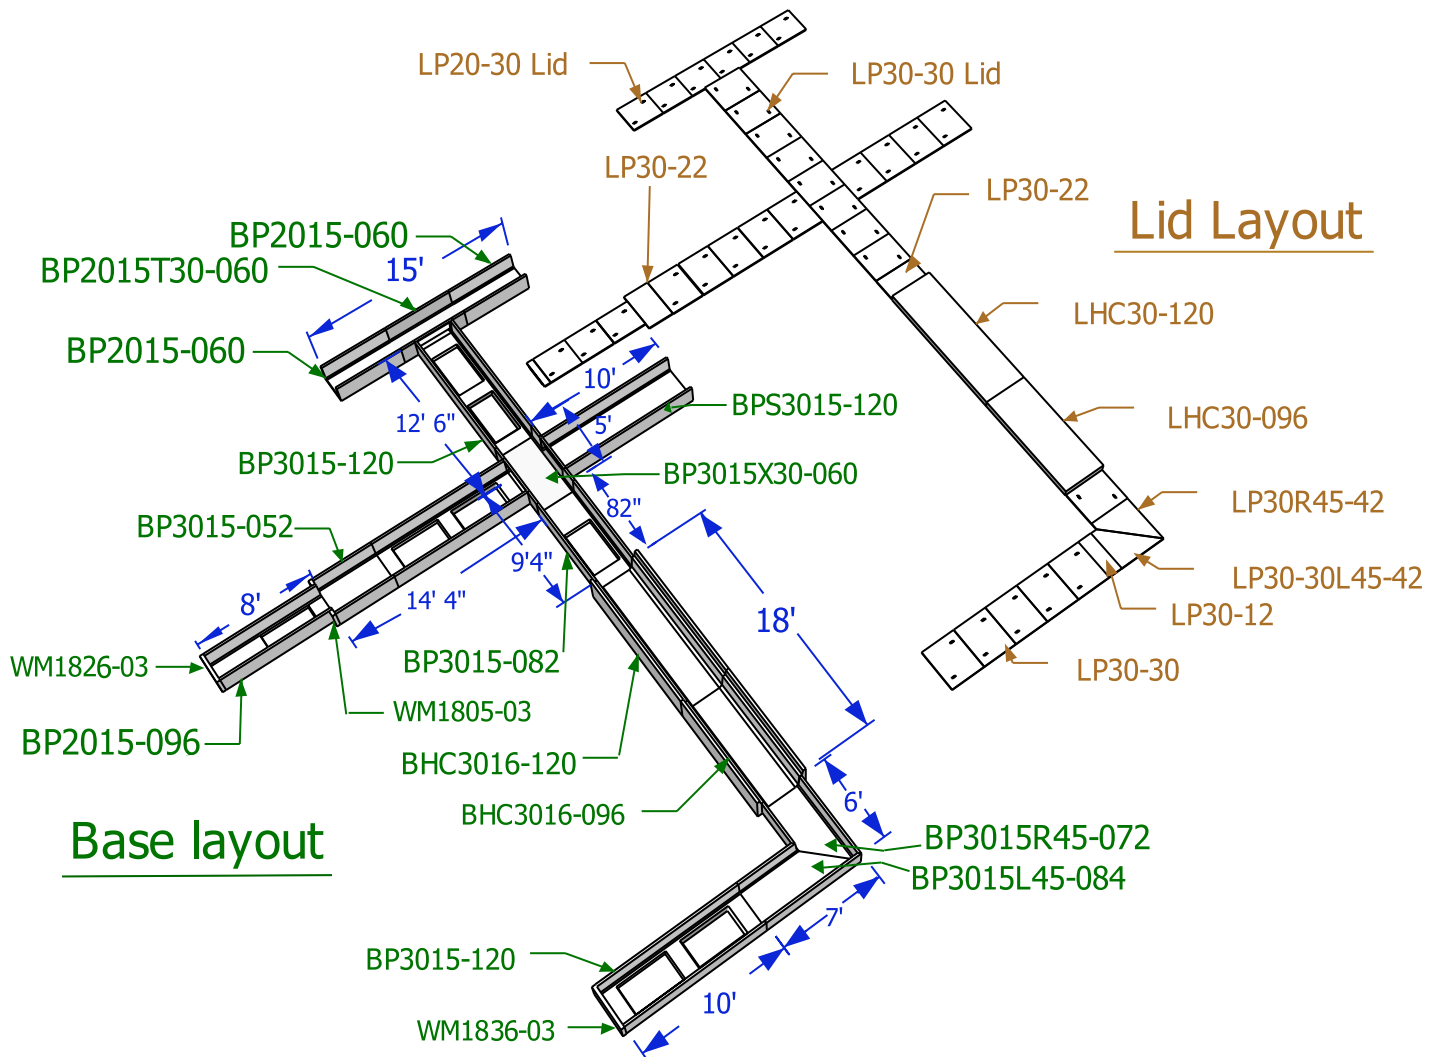 LP20-30 Lid
LP30-30 Lid
LP30-22
LP30-22
Lid Layout
BP2015-060
BP2015T30-060
15'
BP2015-060
LHC30-120
10'
BPS3015-120
LHC30-096
12' 6"
5'
BP3015-120
BP3015X30-060
82"
LP30R45-42
BP3015-052
9'4"
LP30-30L45-42
8'
14' 4"
LP30-12
18'
WM1826-03
BP3015-082
LP30-30
WM1805-03
BP2015-096
BHC3016-120
6'
BHC3016-096
Base layout
BP3015R45-072
BP3015L45-084
7'
BP3015-120
10'
WM1836-03